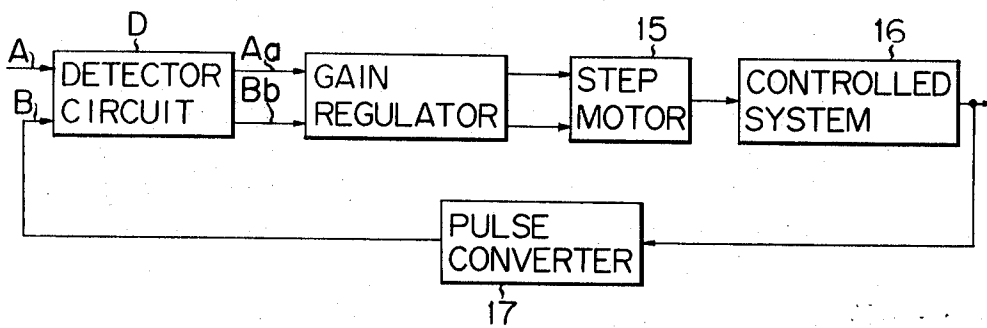 D
15
16
A
B
DETECTOR
CIRCUIT
Aa
Bb
GAIN
REGULATOR
STEP
MOTOR
CONTROLLED
SYSTEM
PULSE
CONVERTER
17